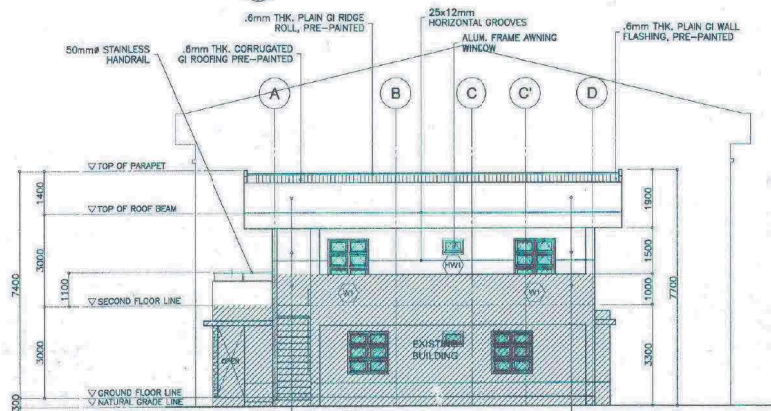 .6mm THK. PLAIN GI RIDGE
ROLL, PRE-PAINTED
25x12mm
HORIZONTAL GROOVES
.6mm THK. PLAIN GI WALL
FLASHING, PRE-PAINTED
50mmø STAINLESS
HANDRAIL
.6mm THK. CORRUGATED
GI ROOFING PRE-PAINTED
ALUM. FRAME AWNING
WINDOW
A
B
C
C'
D
TOP OF PARAPET
1400
1900
TOP OF ROOF BEAM
3000
1500
HW1
7400
1100
7700
W1
W1
1000
SECOND FLOOR LINE
3000
3300
OPEN
EXISTING
BUILDING
GROUND FLOOR LINE
NATURAL GRADE LINE